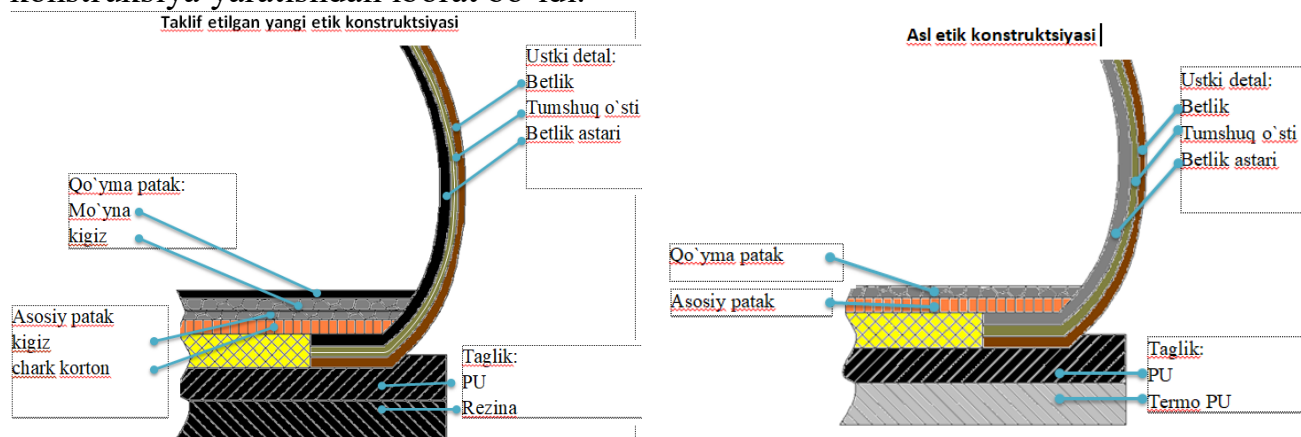 Taklif etilgan yangi etik konstruktsiyasi
Ustki detal:
Betlik
Tumshuq o`sti
Betlik astari
Qo`yma patak:
Mo`yna
kigiz
Asosiy patak
kigiz
chark korton
Taglik:
PU
Rezina
Asl etik konstruktsiyasi
Ustki detal:
Betlik
Tumshuq o`sti
Betlik astari
Qo`yma patak
Asosiy patak
Taglik:
PU
Termo PU